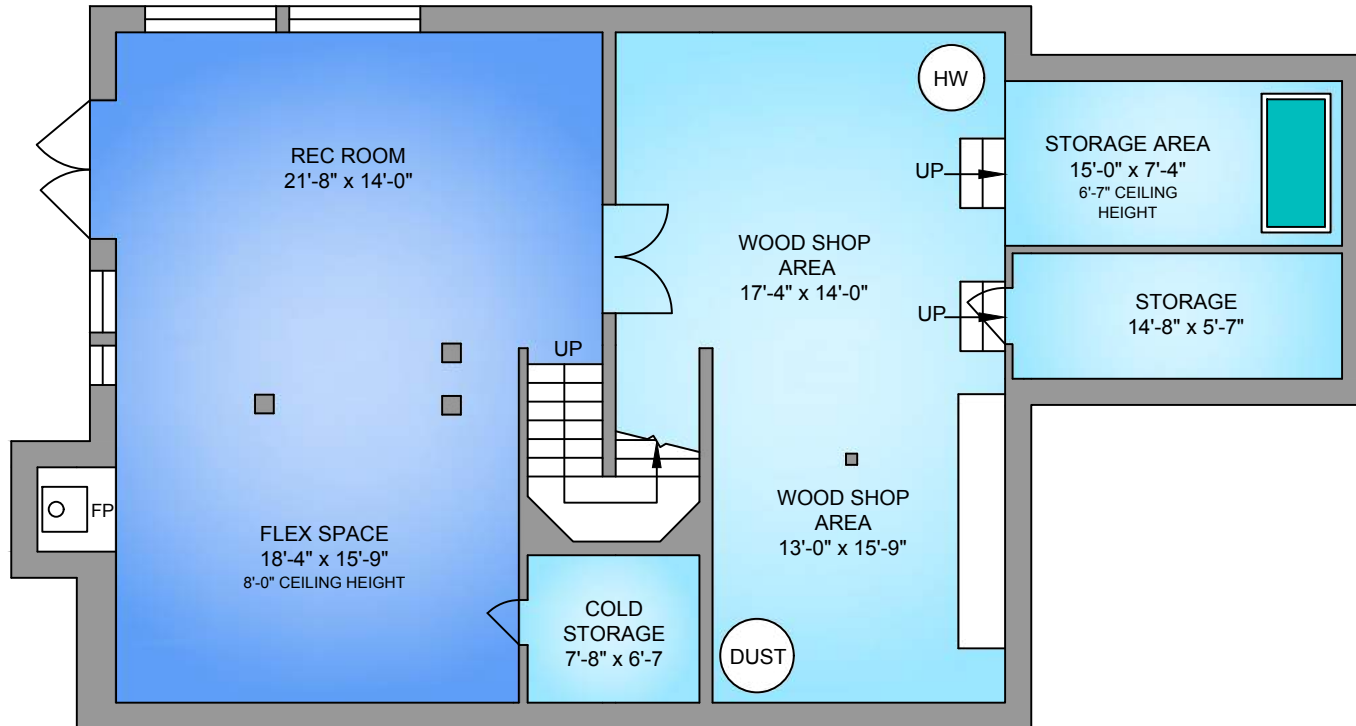 REC ROOM
21'-8" x 14'-0"
HW
STORAGE AREA
15'-0" x 7'-4"
6'-7" CEILING
HEIGHT
UP
WOOD SHOP
AREA
17'-4" x 14'-0"
STORAGE
14'-8" x 5'-7"
UP
UP
FP
FLEX SPACE
18'-4" x 15'-9"
8'-0" CEILING HEIGHT
WOOD SHOP
AREA
13'-0" x 15'-9"
COLD
STORAGE
7'-8" x 6'-7
DUST